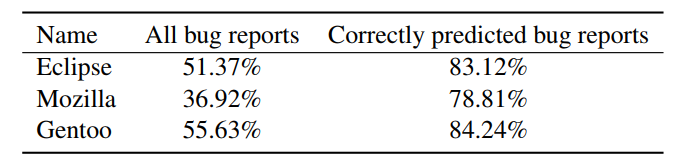 Name All bug reports Correctly predicted bug reports
Eclipse 51.37% 83.12%
Mozilla 36.92% 78.81%
Gentoo 55.63% 84.24%